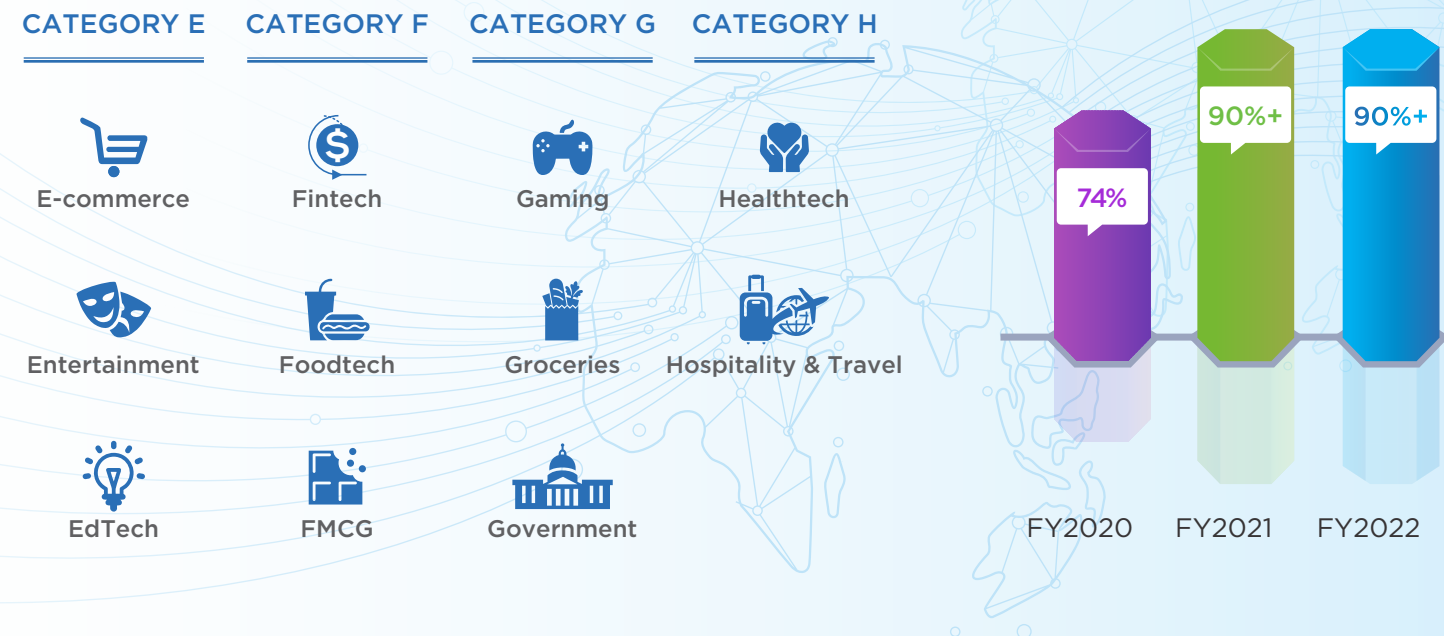 CATEGORY E
CATEGORY F
CATEGORY G
CATEGORY H
E-commerce
Fintech
Gaming
Healthtech
Entertainment
Foodtech
Groceries
Hospitality & Travel
EdTech
FMCG
Government
74%
90%+
90%+
FY2020
FY2021
FY2022